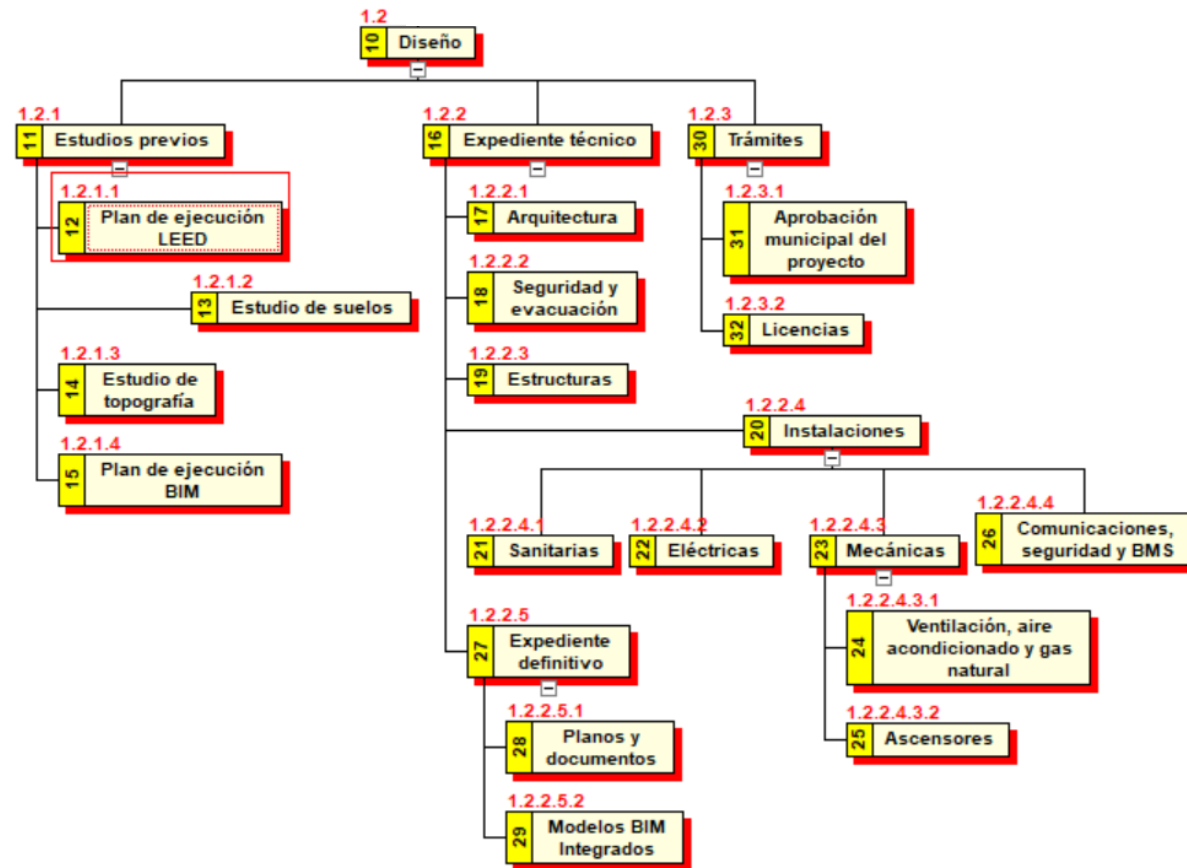 1.2
10
Diseño
1.2.1
11
Estudios previos
1.2.1.1
12
Plan de ejecución
LEED
1.2.1.2
13
Estudio de suelos
1.2.1.3
14
Estudio de
topografía
1.2.1.4
15
Plan de ejecución
BIM
1.2.2
16
Expediente técnico
1.2.2.1
17
Arquitectura
1.2.2.2
18
Seguridad y
evacuación
1.2.2.3
19
Estructuras
1.2.2.4
20
Instalaciones
1.2.2.4.1
21
Sanitarias
1.2.2.4.2
22
Eléctricas
1.2.2.4.3
23
Mecánicas
1.2.2.4.3.1
24
Ventilación, aire
acondicionado y gas
natural
1.2.2.4.3.2
25
Ascensores
1.2.2.4.4
26
Comunicaciones,
seguridad y BMS
1.2.2.5
27
Expediente
definitivo
1.2.2.5.1
28
Planos y
documentos
1.2.2.5.2
29
Modelos BIM
Integrados
1.2.3
30
Trámites
1.2.3.1
31
Aprobación
municipal del
proyecto
1.2.3.2
32
Licencias